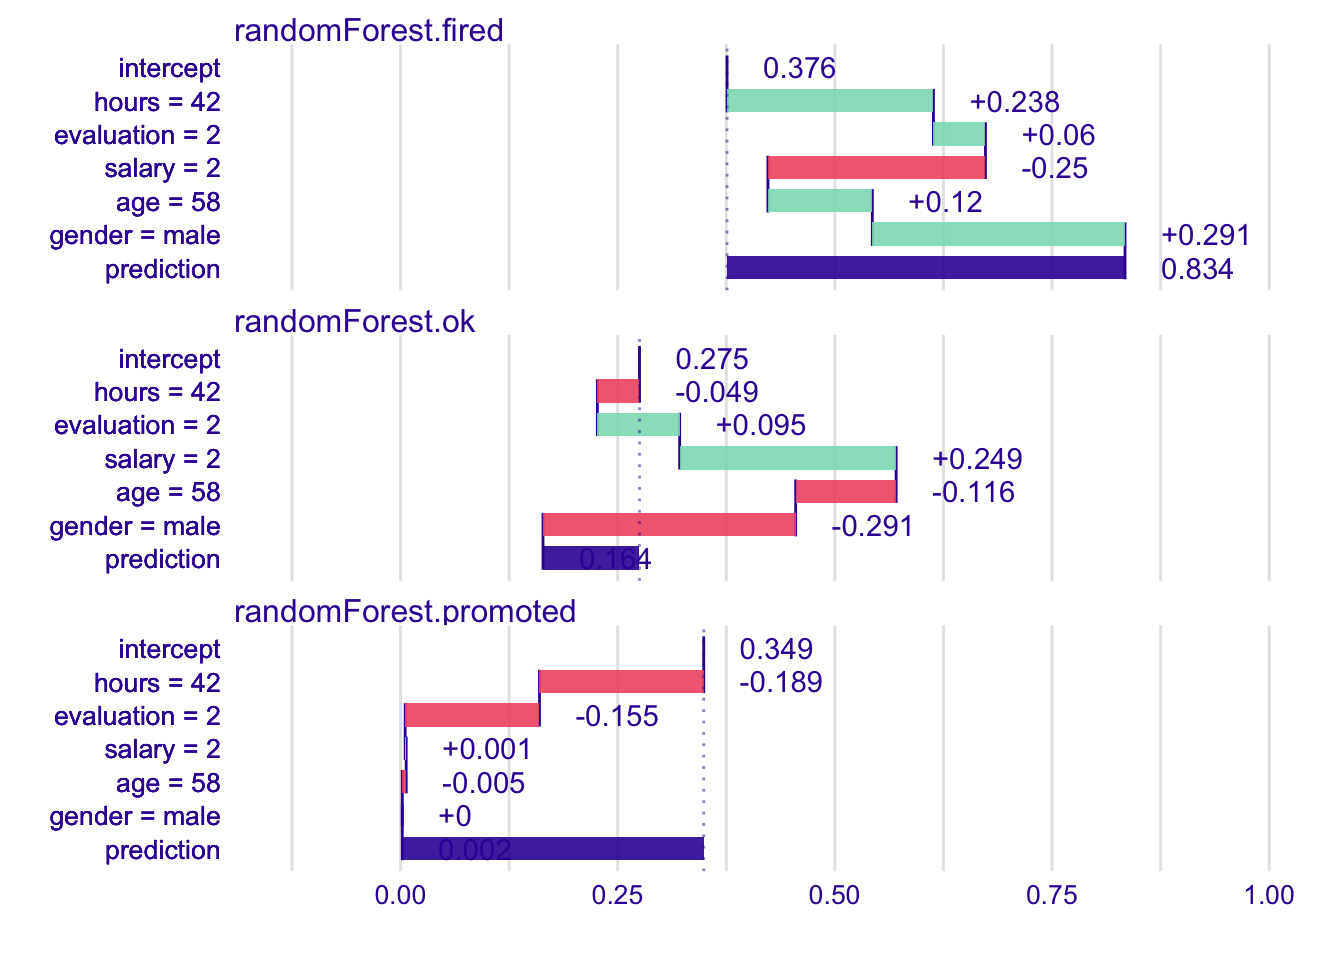 randomForest.fired
intercept 0.376
hours = 42 +0.238
evaluation = 2 +0.06
salary = 2 -0.25
age = 58 +0.12
gender = male +0.291
prediction 0.834
randomForest.ok
intercept 0.275
hours = 42 -0.049
evaluation = 2 +0.095
salary = 2 +0.249
age = 58 -0.116
gender = male -0.291
prediction 0.164
randomForest.promoted
intercept 0.349
hours = 42 -0.189
evaluation = 2 -0.155
salary = 2 +0.001
age = 58 -0.005
gender = male +0
prediction 0.002
0.00 0.25 0.50 0.75 1.00